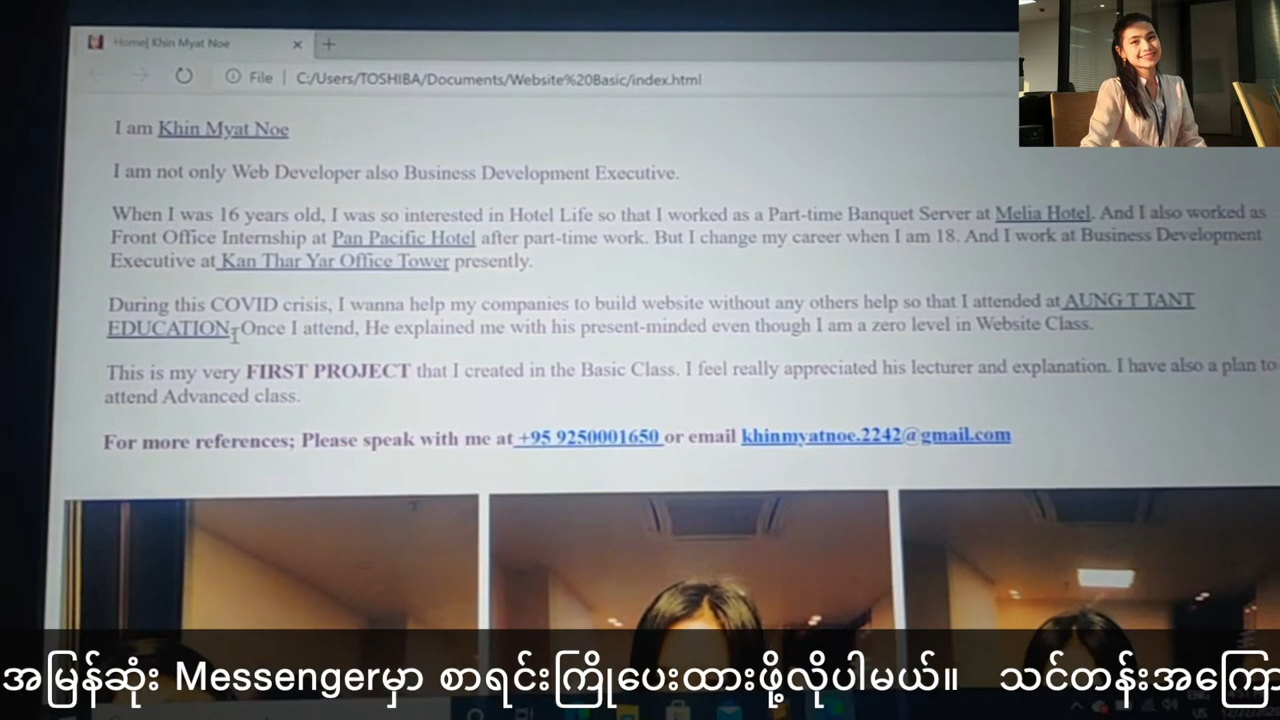 Home| Khin Myat Noe
File | C:/Users/TOSHIBA/Documents/Website%20Basic/index.html
I am Khin Myat Noe
I am not only Web Developer also Business Development Executive.
When I was 16 years old, I was so interested in Hotel Life so that I worked as a Part-time Banquet Server at Melia Hotel. And I also worked as
Front Office Internship at Pan Pacific Hotel after part-time work. But I change my career when I am 18. And I work at Business Development
Executive at Kan Thar Yar Office Tower presently.
During this COVID crisis, I wanna help my companies to build website without any others help so that I attended at AUNG T TANT
EDUCATION. Once I attend, He explained me with his present-minded even though I am a zero level in Website Class.
This is my very FIRST PROJECT that I created in the Basic Class. I feel really appreciated his lecturer and explanation. I have also a plan to
attend Advanced class.
For more references; Please speak with me at +95 9250001650 or email khinmyatnoe.2242@gmail.com
အမြန်ဆုံး Messengerမှာ စာရင်းကြိုပေးထားဖို့လိုပါမယ်။ သင်တန်းအကြော